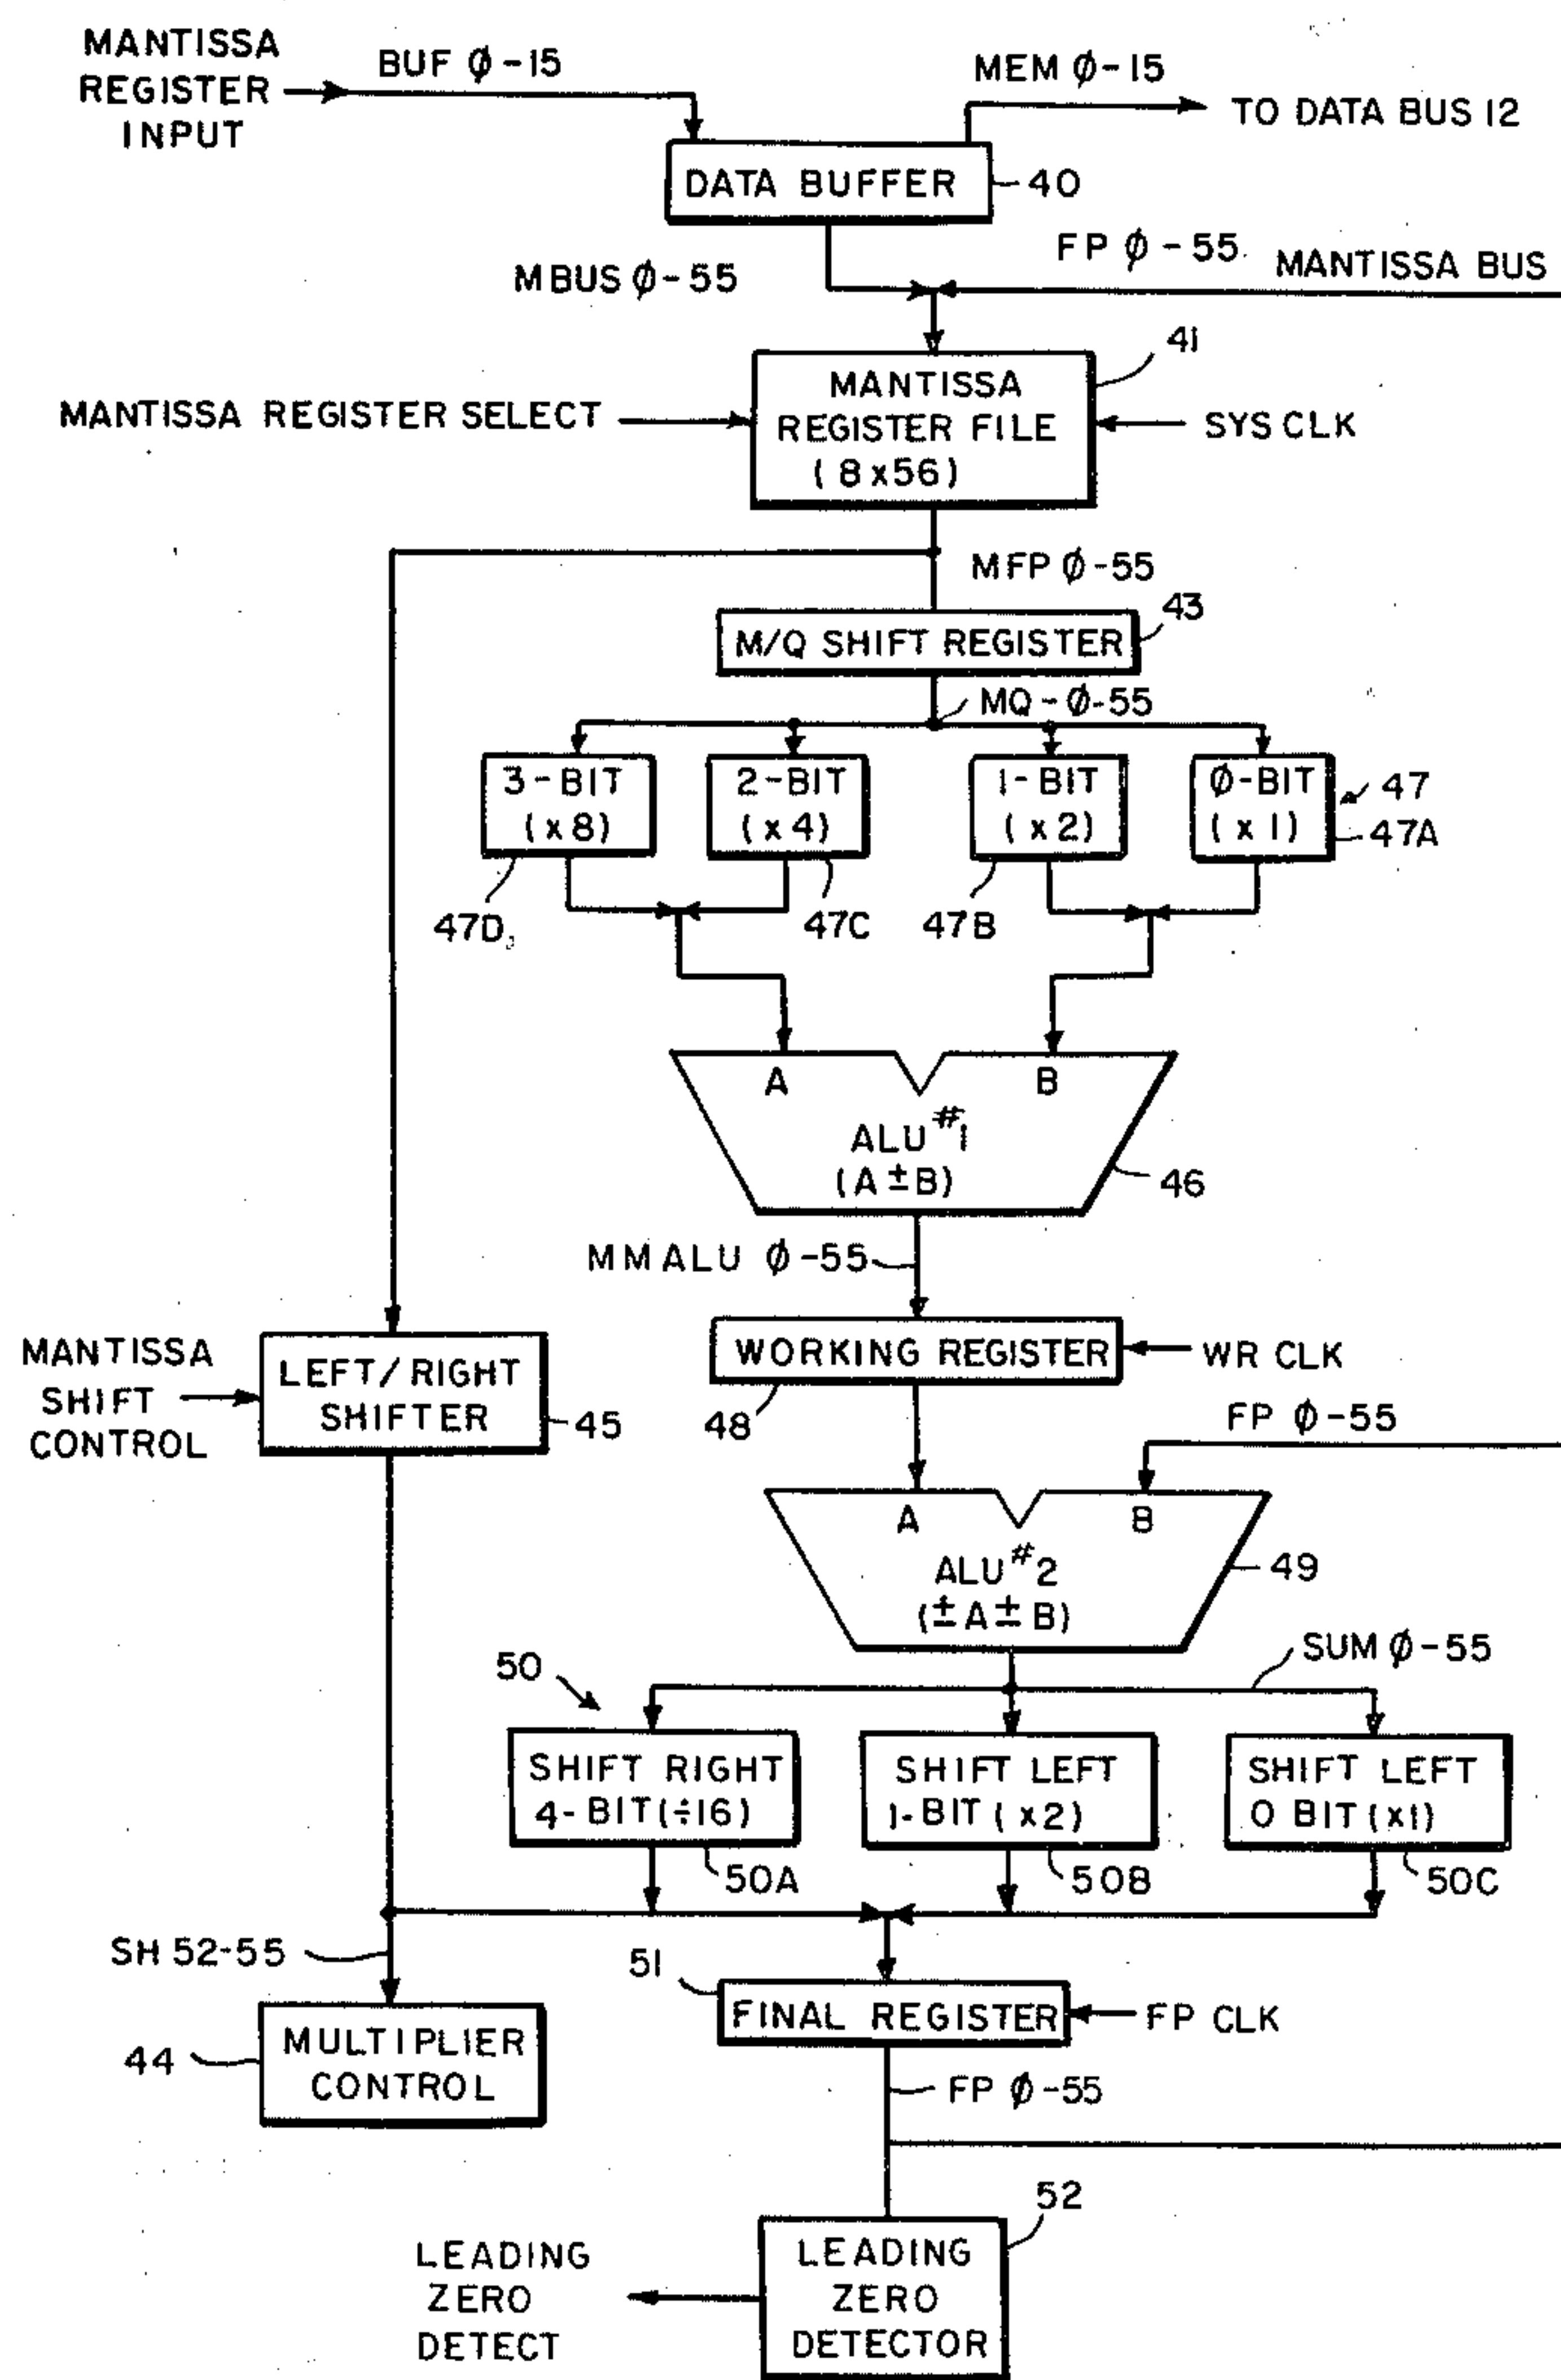 MANTISSA
REGISTER
INPUT
BUF Ø-15
MEM Ø-15
TO DATA BUS 12
DATA BUFFER
40
MBUS Ø-55
FP Ø-55
MANTISSA BUS
41
MANTISSA
REGISTER FILE
(8x56)
MANTISSA REGISTER SELECT
SYS CLK
MFP Ø-55
43
M/Q SHIFT REGISTER
MQ-Ø-55
3-BIT
(x8)
2-BIT
(x4)
1-BIT
(x2)
Ø-BIT
(x1)
47
47A
47D
47C
47B
A
B
ALU #1
(A±B)
46
MMALU Ø-55
MANTISSA
SHIFT
CONTROL
LEFT/RIGHT
SHIFTER
45
WORKING REGISTER
WR CLK
48
FP Ø-55
A
B
ALU #2
(±A±B)
49
SUM Ø-55
50
SHIFT RIGHT
4-BIT(÷16)
SHIFT LEFT
1-BIT (x2)
SHIFT LEFT
0 BIT (x1)
50A
50B
50C
SH 52-55
51
FINAL REGISTER
FP CLK
44
MULTIPLIER
CONTROL
FP Ø-55
52
LEADING
ZERO
DETECTOR
LEADING
ZERO
DETECT